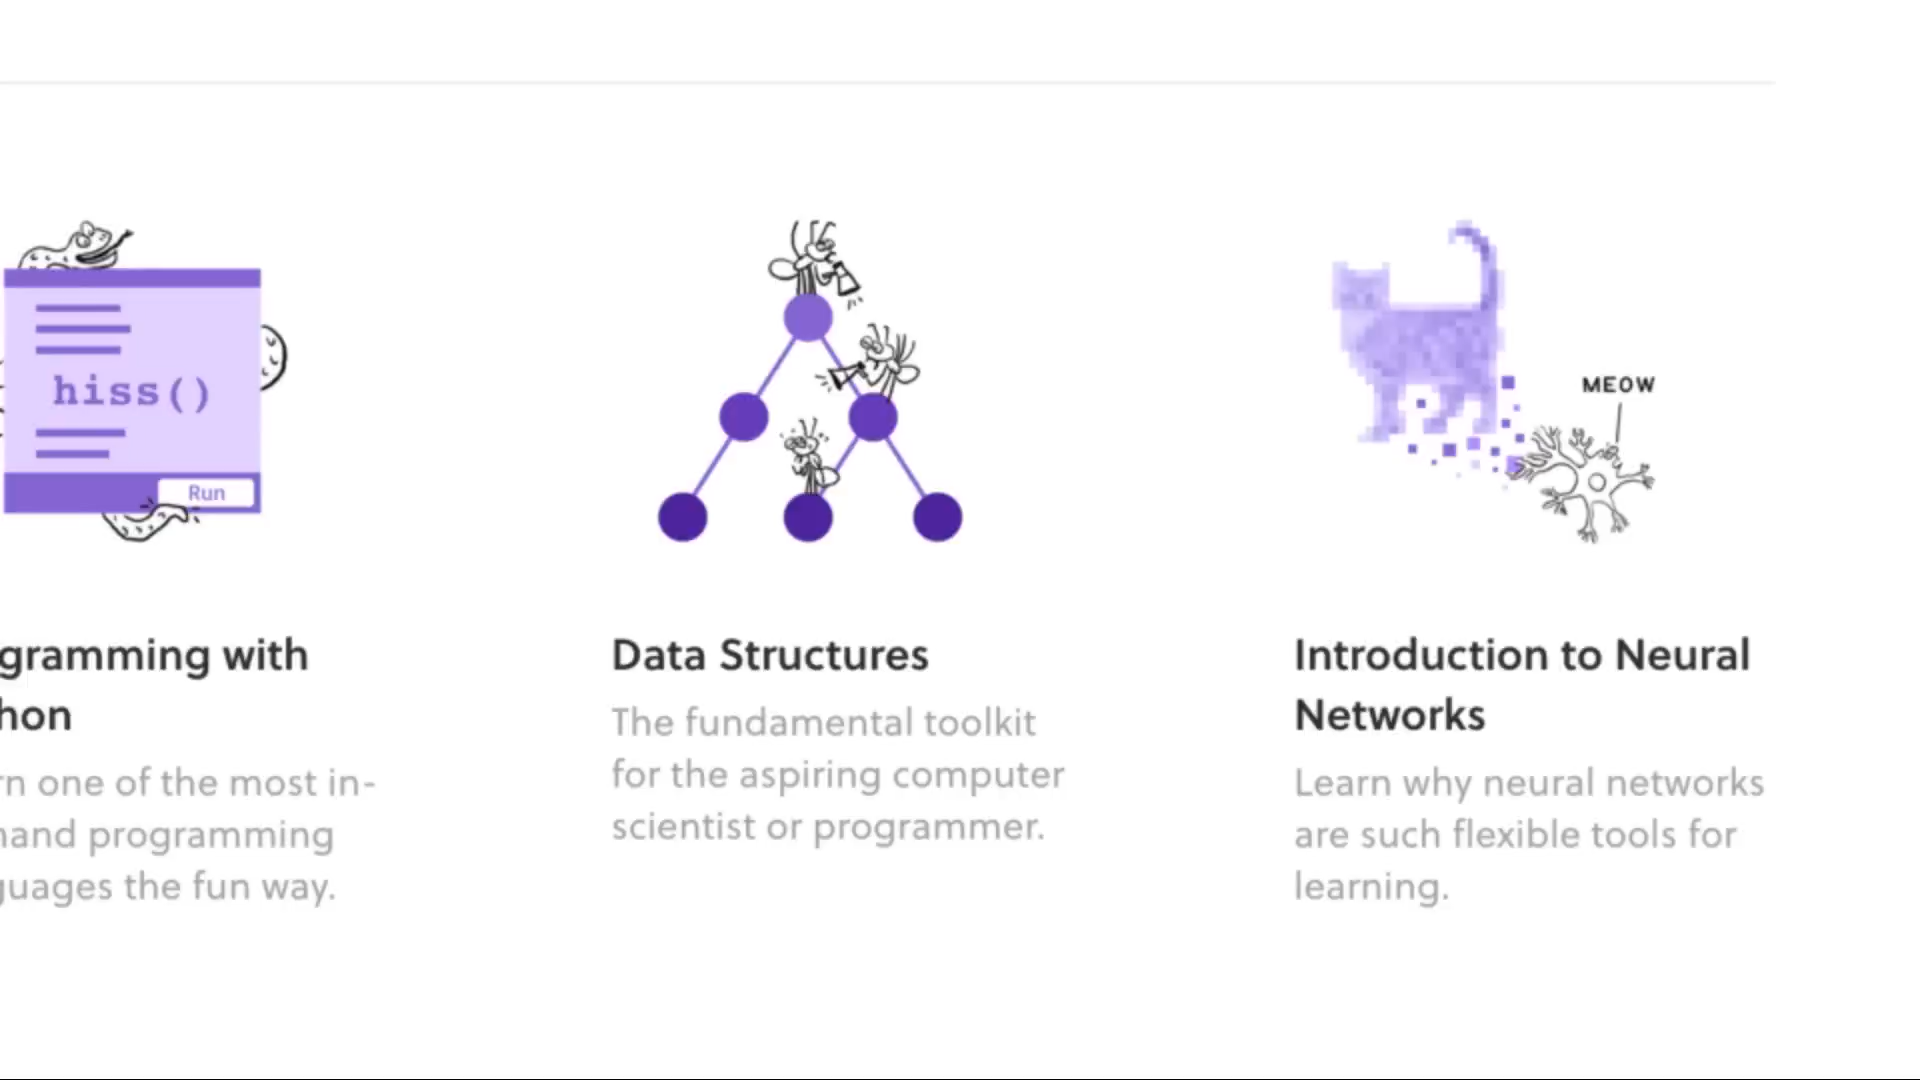 hiss()
Run
gramming with
hon
rn one of the most in-
hand programming
guages the fun way.
Data Structures
The fundamental toolkit
for the aspiring computer
scientist or programmer.
MEOW
Introduction to Neural
Networks
Learn why neural networks
are such flexible tools for
learning.